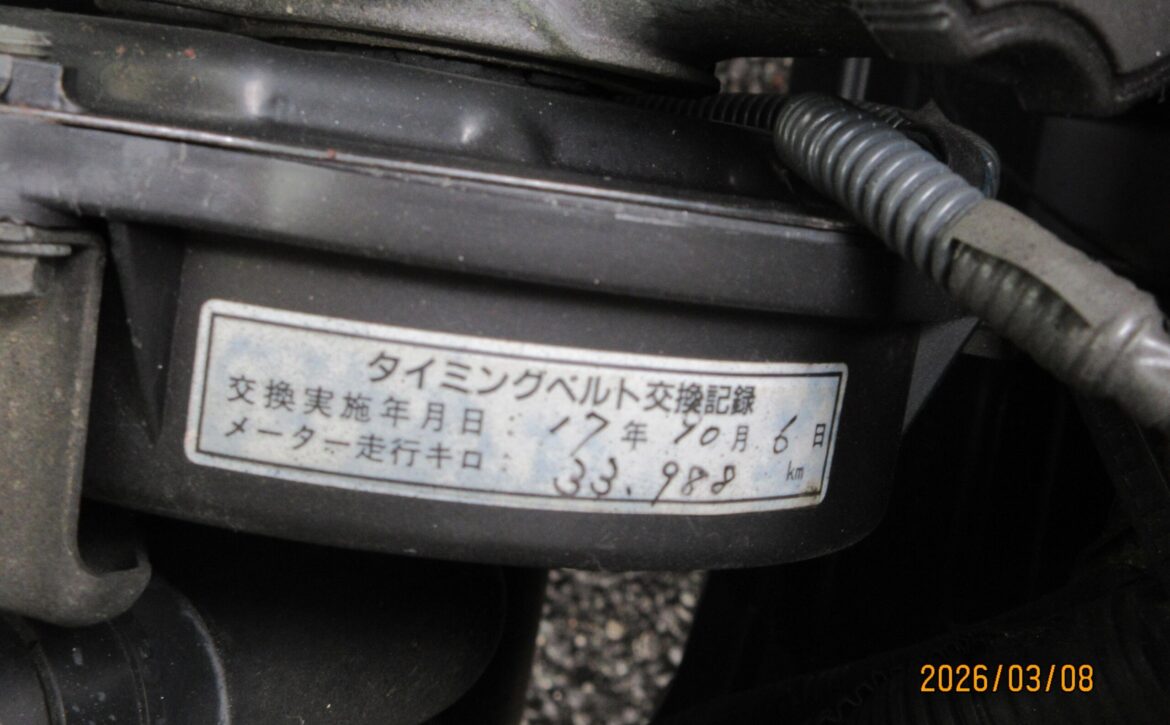 タイミングベルト交換記録
交換実施年月日：17年 10月 6日
メーター走行キロ：33.988 km
2026/03/08